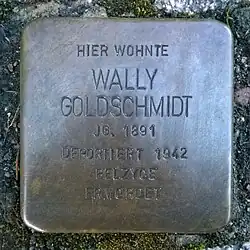 HIER WOHNTE
WALLY
GOLDSCHMIDT
JG. 1891
DEPORTIERT 1942
BELZYCE
ERMORDET